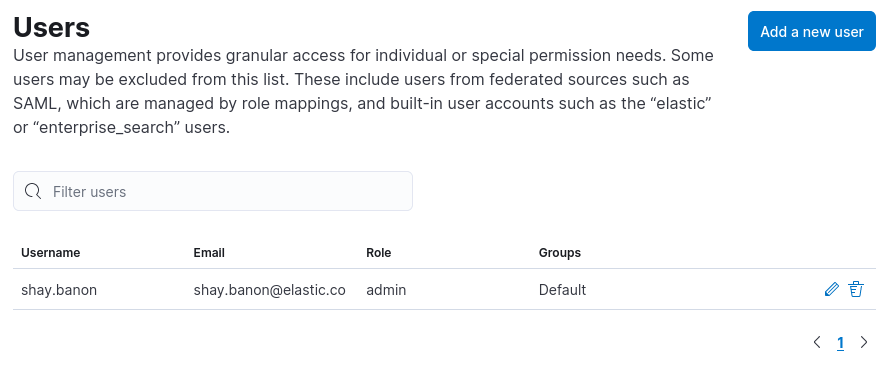 Users
Add a new user
User management provides granular access for individual or special permission needs. Some
users may be excluded from this list. These include users from federated sources such as
SAML, which are managed by role mappings, and built-in user accounts such as the “elastic”
or “enterprise_search” users.
Filter users
Username Email Role Groups
shay.banon shay.banon@elastic.co admin Default
1